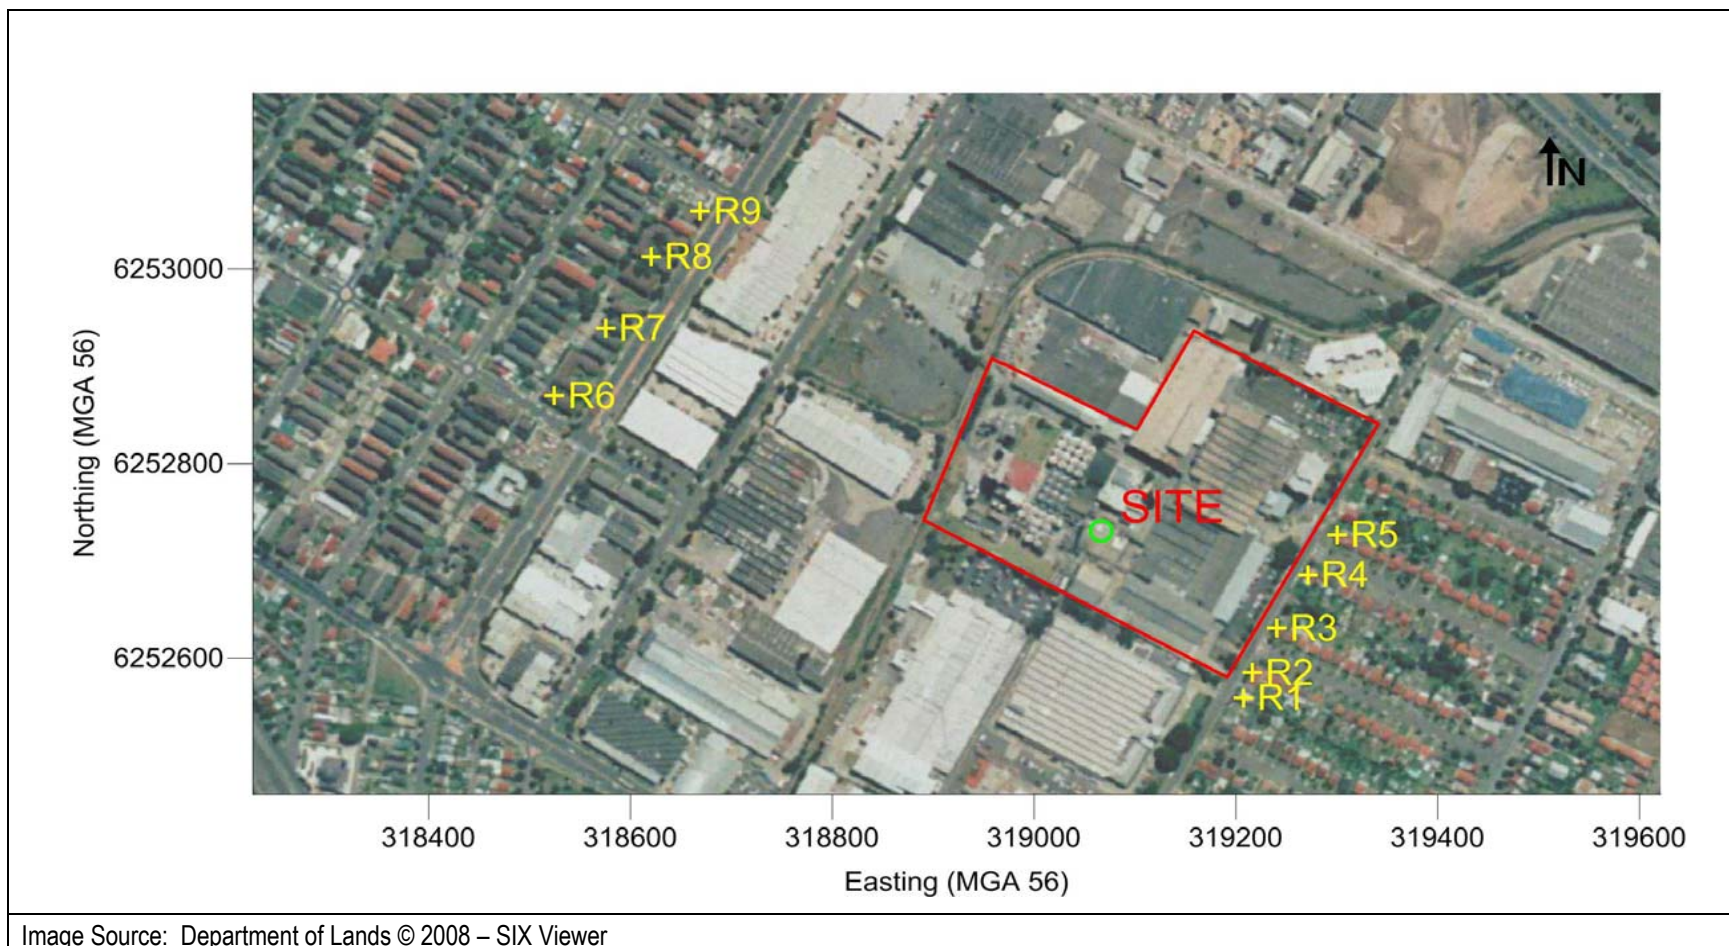 N
+R9
+R8
6253000
+R7
+R6
6252800
SITE
+R5
+R4
+R3
6252600
+R2
+R1
Northing (MGA 56)
318400 318600 318800 319000 319200 319400 319600
Easting (MGA 56)
Image Source: Department of Lands © 2008 – SIX Viewer